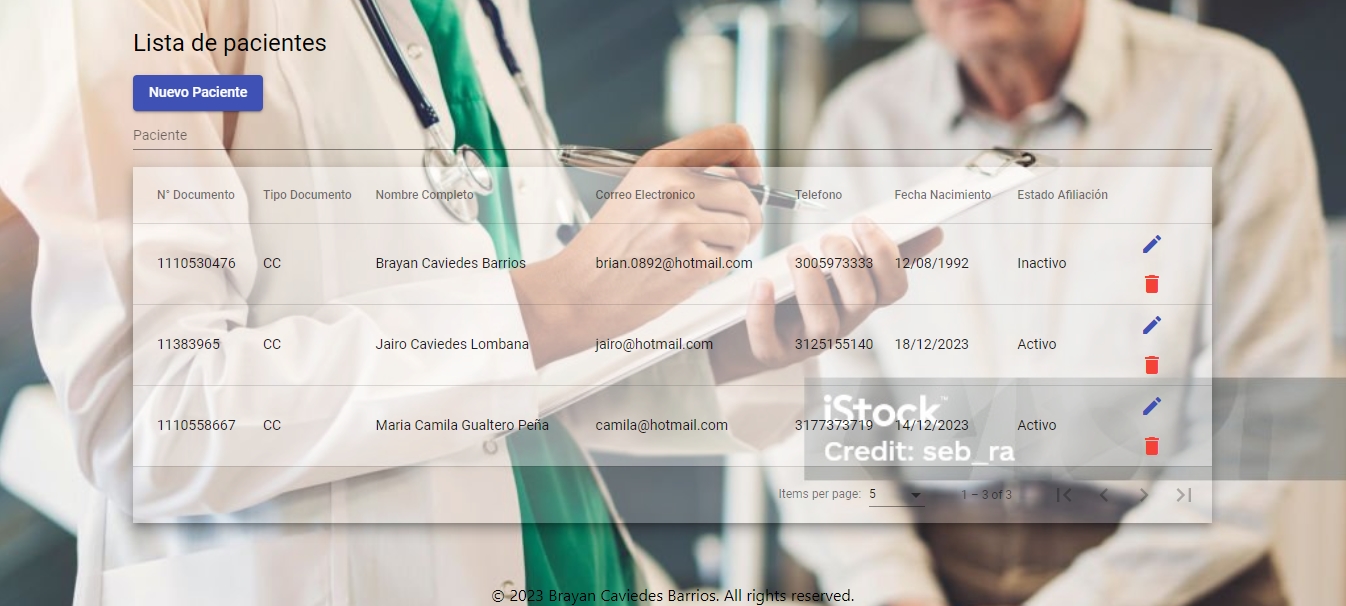 Lista de pacientes
Nuevo Paciente
Paciente
N° Documento Tipo Documento Nombre Completo Correo Electronico Telefono Fecha Nacimiento Estado Afiliación
1110530476 CC Brayan Caviedes Barrios brian.0892@hotmail.com 3005973333 12/08/1992 Inactivo
11383965 CC Jairo Caviedes Lombana jairo@hotmail.com 3125155140 18/12/2023 Activo
iStock™
1110558667 CC Maria Camila Gualtero Peña camila@hotmail.com 3177373719 14/12/2023 Activo
Credit: seb_ra
Items per page: 5 1 – 3 of 3
© 2023 Brayan Caviedes Barrios. All rights reserved.